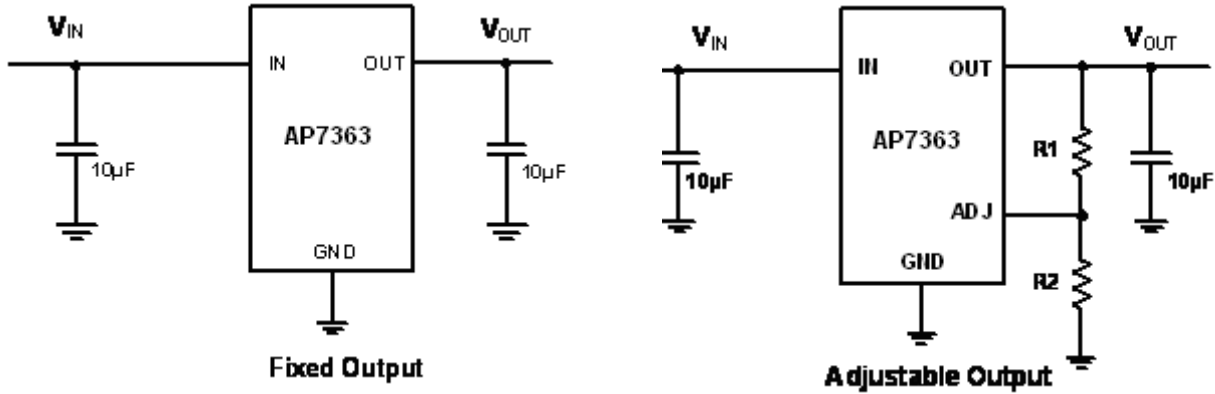 VIN
VOUT
IN
OUT
AP7363
10µF
10µF
GND
Fixed Output
VIN
VOUT
IN
OUT
AP7363
R1
10µF
10µF
ADJ
GND
R2
Adjustable Output